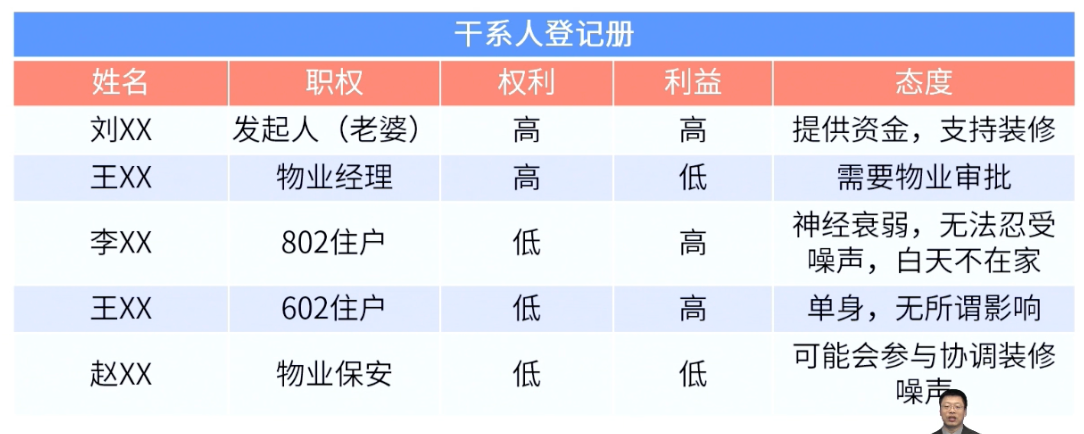 干系人登记册
姓名 职权 权利 利益 态度
刘XX 发起人（老婆） 高 高 提供资金，支持装修
王XX 物业经理 高 低 需要物业审批
李XX 802住户 低 高 神经衰弱，无法忍受
噪声，白天不在家
王XX 602住户 低 高 单身，无所谓影响
赵XX 物业保安 低 低 可能会参与协调装修
噪声